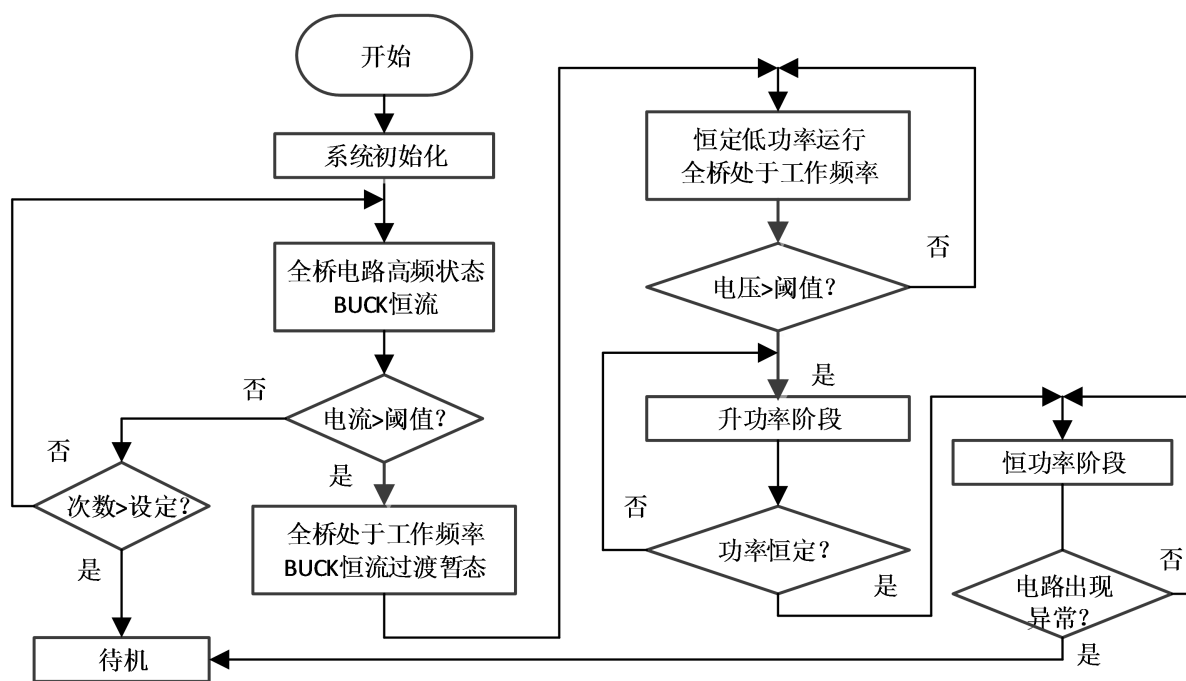 开始
系统初始化
全桥电路高频状态
BUCK恒流
否
电流>阈值?
否
是
次数>设定?
全桥处于工作频率
BUCK恒流过渡暂态
是
待机
恒定低功率运行
全桥处于工作频率
否
电压>阈值?
是
升功率阶段
否
功率恒定?
是
恒功率阶段
否
电路出现
异常?
是